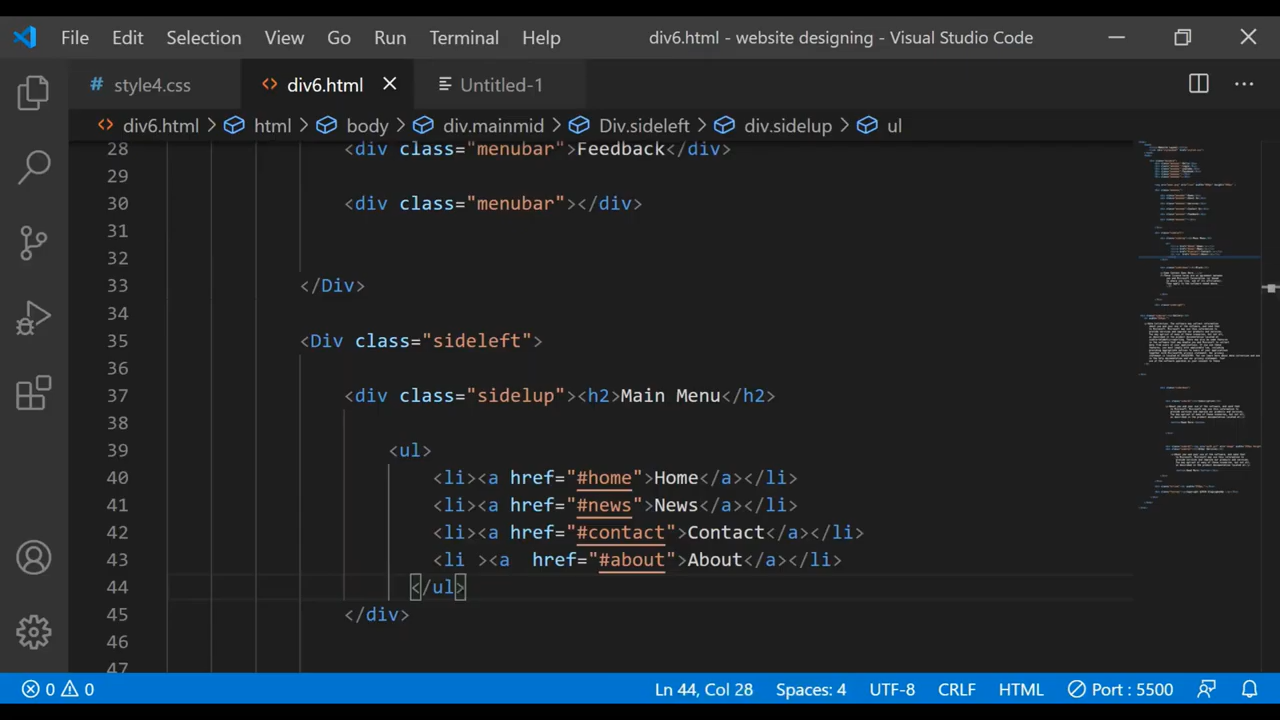 File Edit Selection View Go Run Terminal Help div6.html - website designing - Visual Studio Code
# style4.css <> div6.html Untitled-1
<> div6.html > html > body > div.mainmid > Div.sideleft > div.sidelup > ul
28 <div class="menubar">Feedback</div>
29
30 <div class="menubar"></div>
31
32
33 </Div>
34
35 <Div class="sideleft">
36
37 <div class="sidelup"><h2>Main Menu</h2>
38
39 <ul>
40 <li><a href="#home">Home</a></li>
41 <li><a href="#news">News</a></li>
42 <li><a href="#contact">Contact</a></li>
43 <li ><a  href="#about">About</a></li>
44 </ul>
45 </div>
46
47
0 0 Ln 44, Col 28 Spaces: 4 UTF-8 CRLF HTML Port : 5500